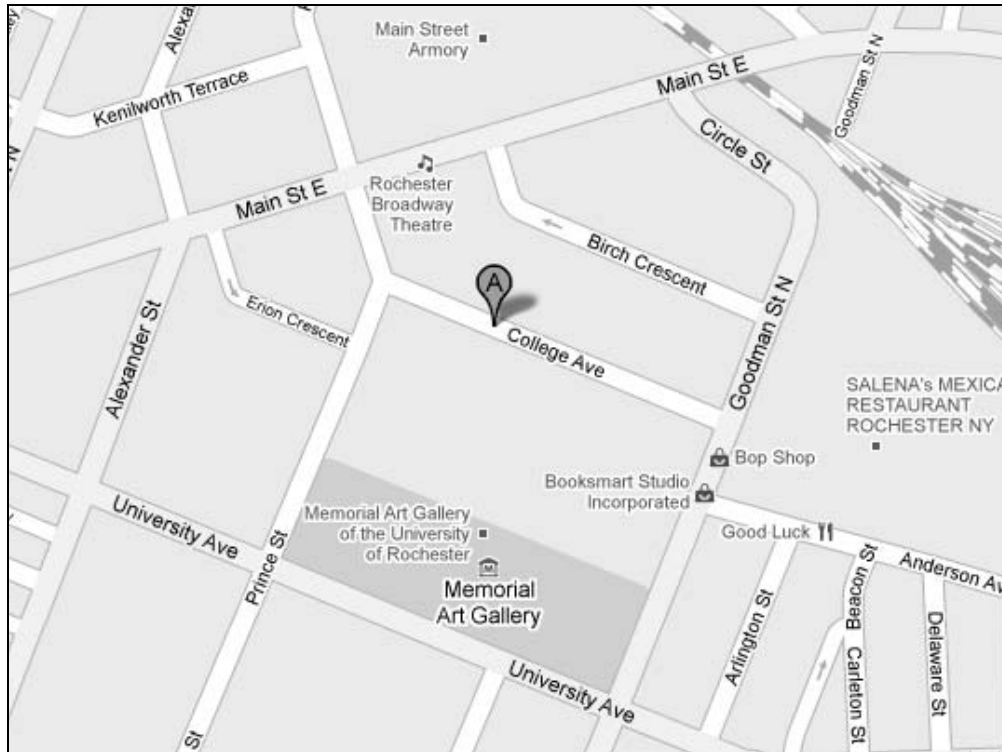 Main Street
Armory
Alexa
Kenilworth Terrace
Main St E
Goodman St N
Circle St
Rochester
Broadway
Theatre
Main St E
Birch Crescent
A
Erion Crescent
Goodman St N
College Ave
Alexander St
SALENA's MEXICA
RESTAURANT
ROCHESTER NY
Bop Shop
Booksmart Studio
Incorporated
University Ave
Memorial Art Gallery
of the University
of Rochester
Good Luck
Anderson Av
Prince St
Memorial
Art Gallery
Beacon St
Arlington St
Carleton St
Delaware St
University Ave
St
N